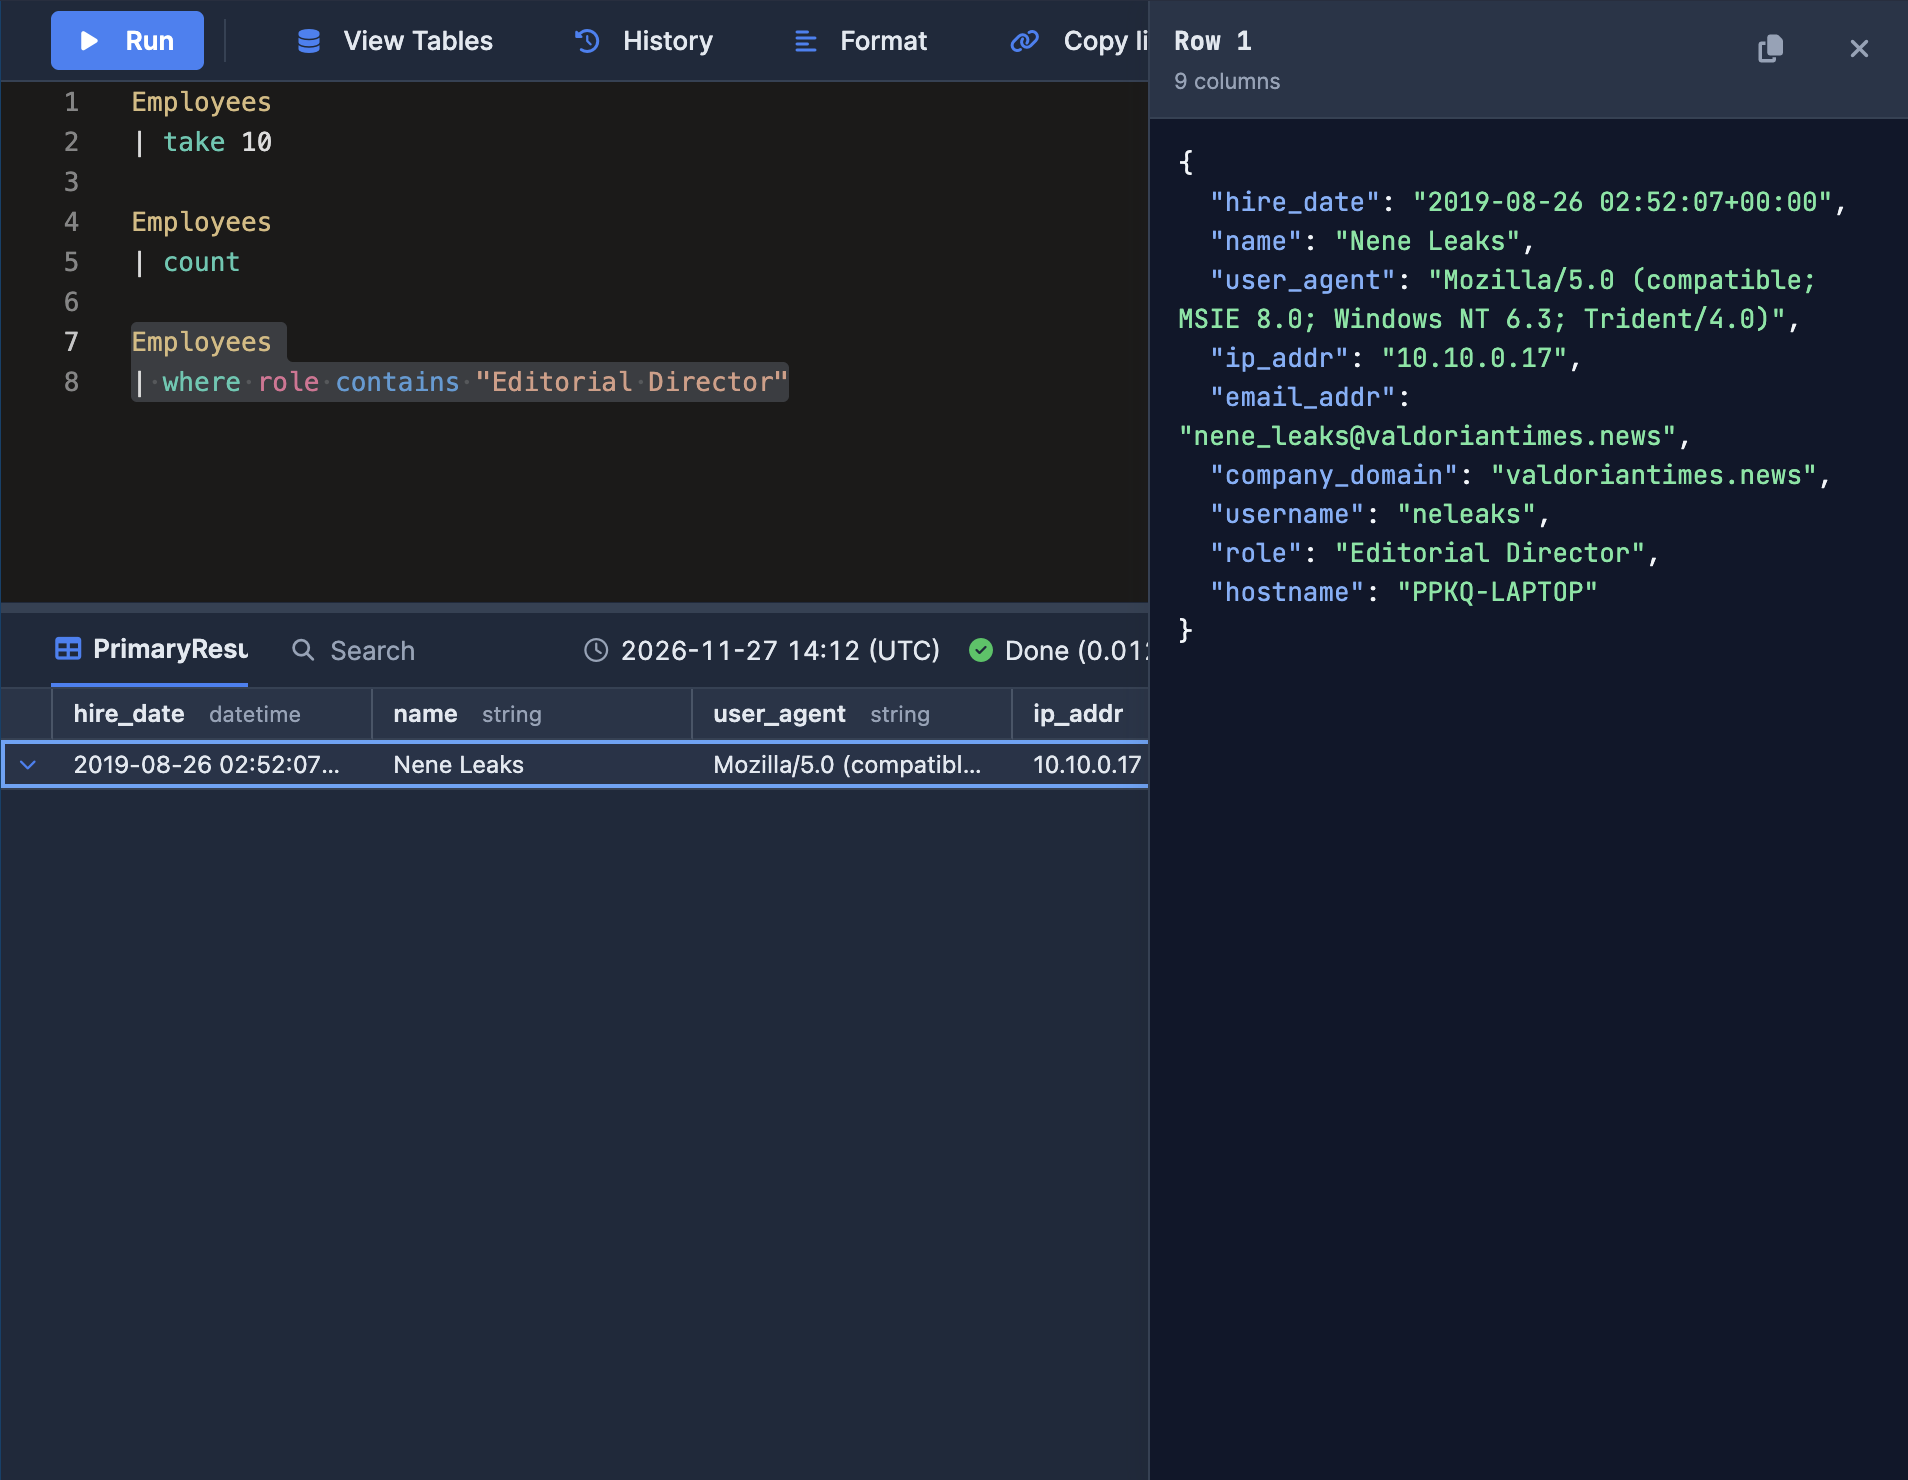 Run
View Tables
History
Format
Copy li
1 Employees
2 | take 10
3
4 Employees
5 | count
6
7 Employees
8 | where role contains "Editorial Director"
PrimaryResu
Search
2026-11-27 14:12 (UTC)
Done (0.012
hire_date datetime name string user_agent string ip_addr
2019-08-26 02:52:07... Nene Leaks Mozilla/5.0 (compatibl... 10.10.0.17
Row 1
9 columns
{
"hire_date": "2019-08-26 02:52:07+00:00",
"name": "Nene Leaks",
"user_agent": "Mozilla/5.0 (compatible;
MSIE 8.0; Windows NT 6.3; Trident/4.0)",
"ip_addr": "10.10.0.17",
"email_addr":
"nene_leaks@valdoriantimes.news",
"company_domain": "valdoriantimes.news",
"username": "neleaks",
"role": "Editorial Director",
"hostname": "PPKQ-LAPTOP"
}